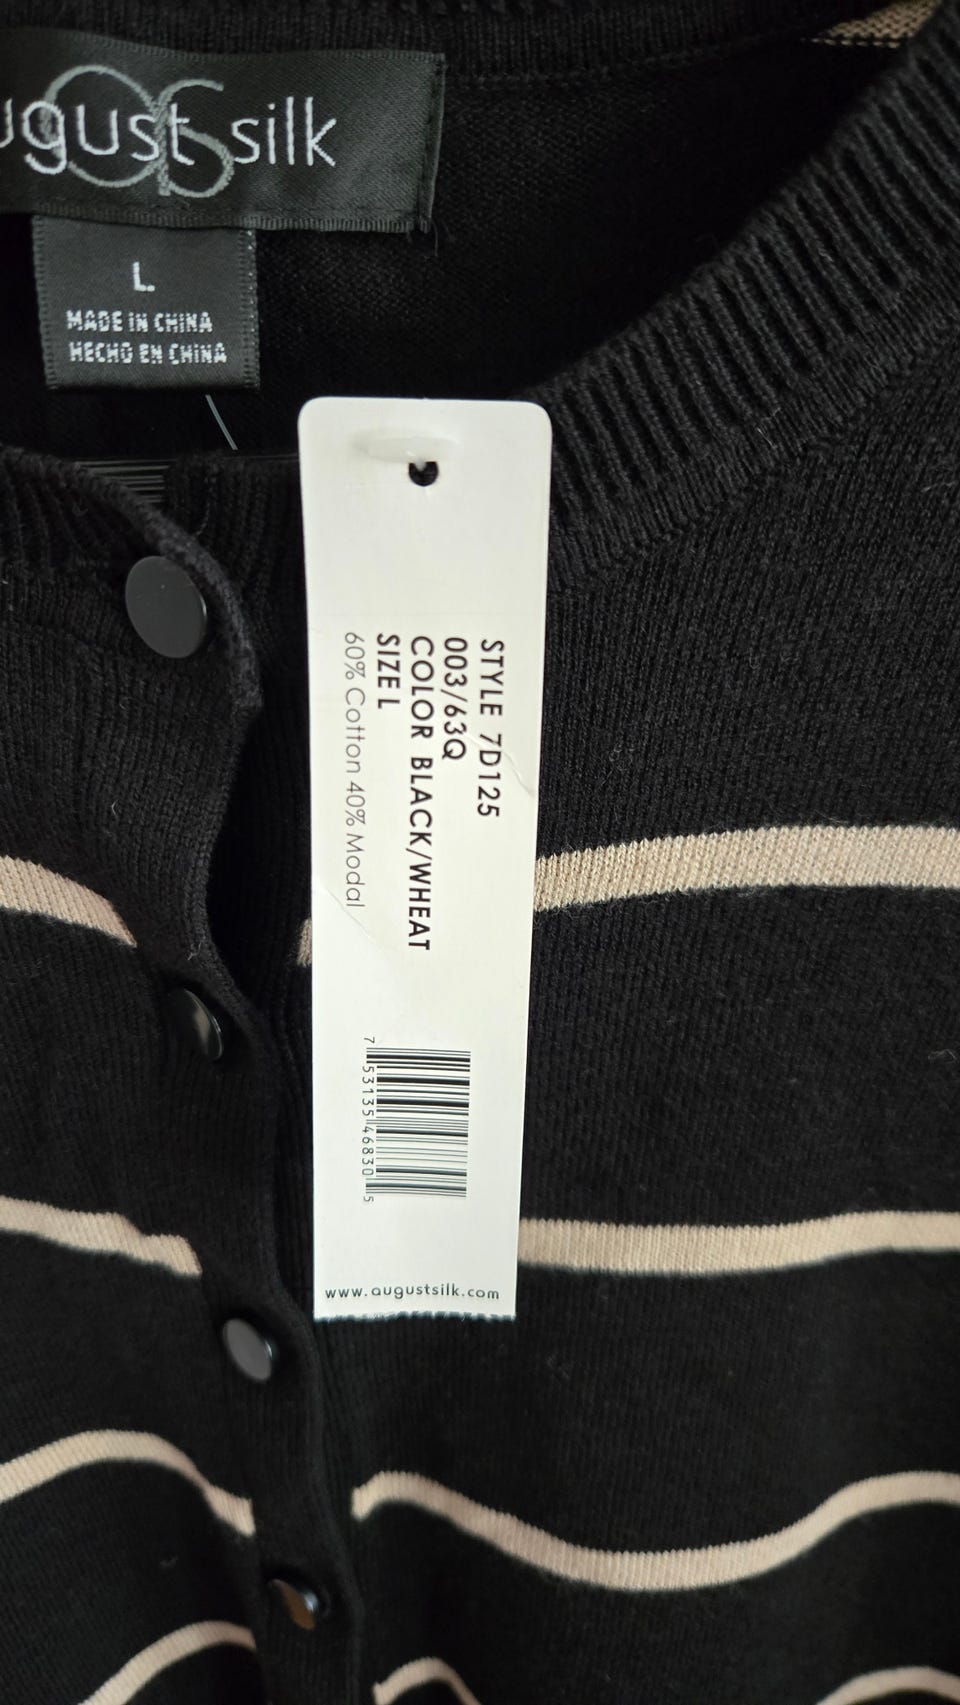 ugust silk
L
MADE IN CHINA
HECHO EN CHINA
STYLE 7D125
003/63Q
COLOR BLACK/WHEAT
SIZE L
60% Cotton 40% Modal
7 53135 46830 5
www.augustsilk.com